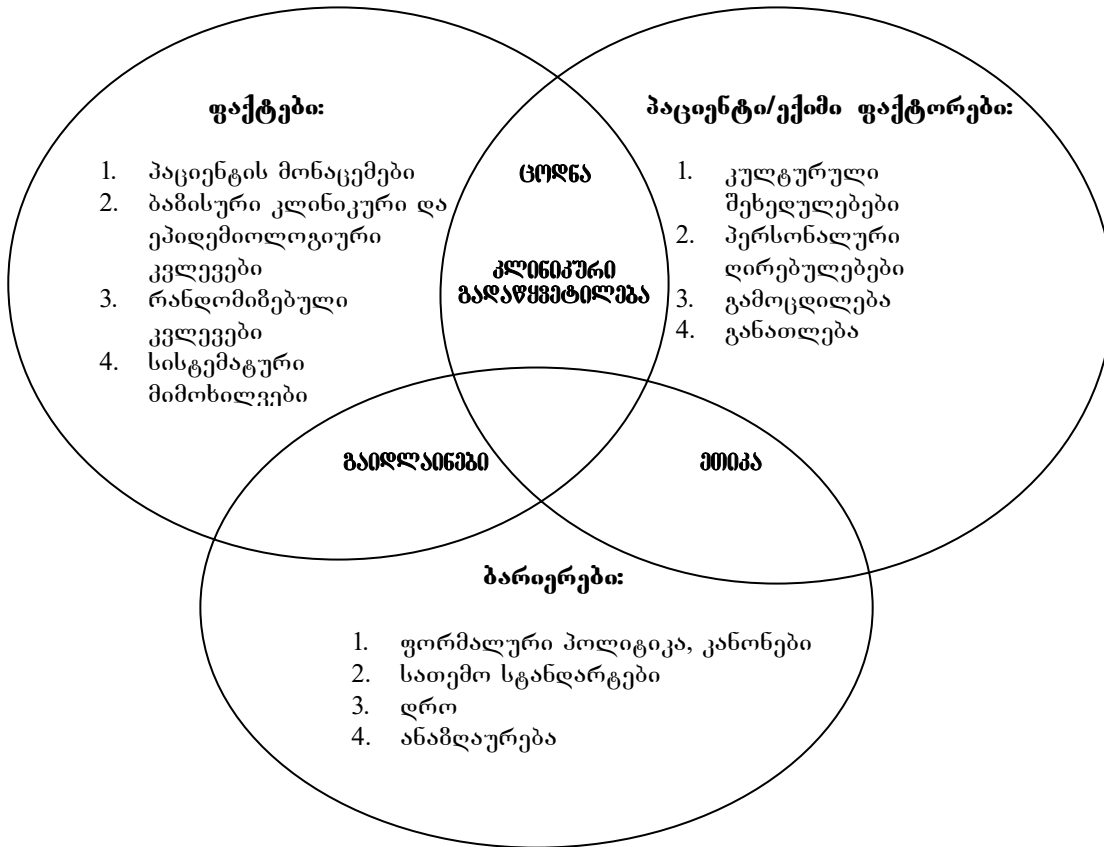 ფაქტები:
1. პაციენტის მონაცემები
2. ბაზისური კლინიკური და
ეპიდემიოლოგიური
კვლევები
3. რანდომიზებული
კვლევები
4. სისტემატური
მიმოხილვები
ცოდნა
კლინიკური
გადაწყვეტილება
პაციენტი/ექიმი ფაქტორები:
1. კულტურული
შეხედულებები
2. პერსონალური
ღირებულებები
3. გამოცდილება
4. განათლება
გაიდლაინები
ეთიკა
ბარიერები:
1. ფორმალური პოლიტიკა, კანონები
2. სათემო სტანდარტები
3. დრო
4. ანაზღაურება